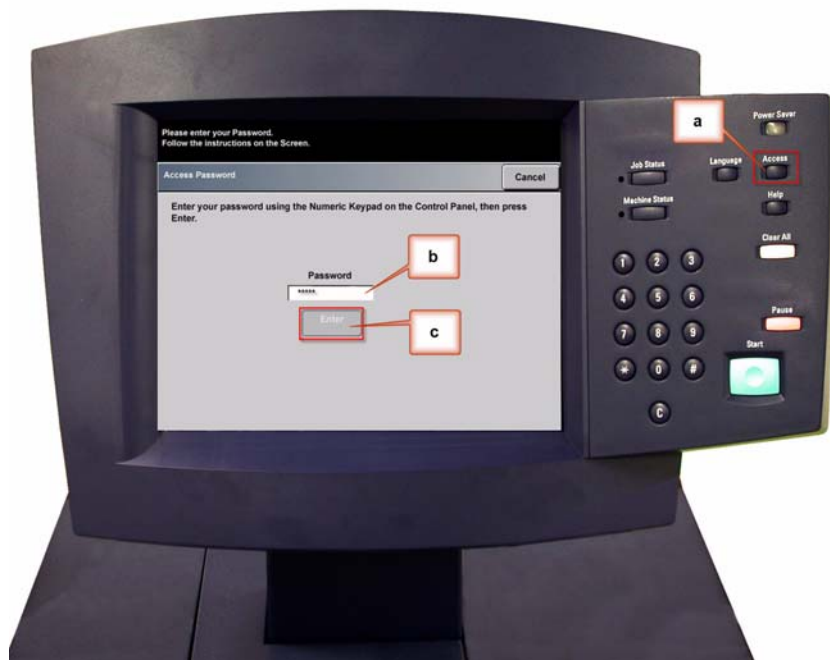 Please enter your Password.
Follow the instructions on the Screen.
Access Password
Cancel
Enter your password using the Numeric Keypad on the Control Panel, then press
Enter.
Password
*****
Enter
a
b
c
Power Saver
Job Status
Language
Access
Machine Status
Help
Clear All
1 2 3
4 5 6
7 8 9
* 0 #
C
Pause
Start